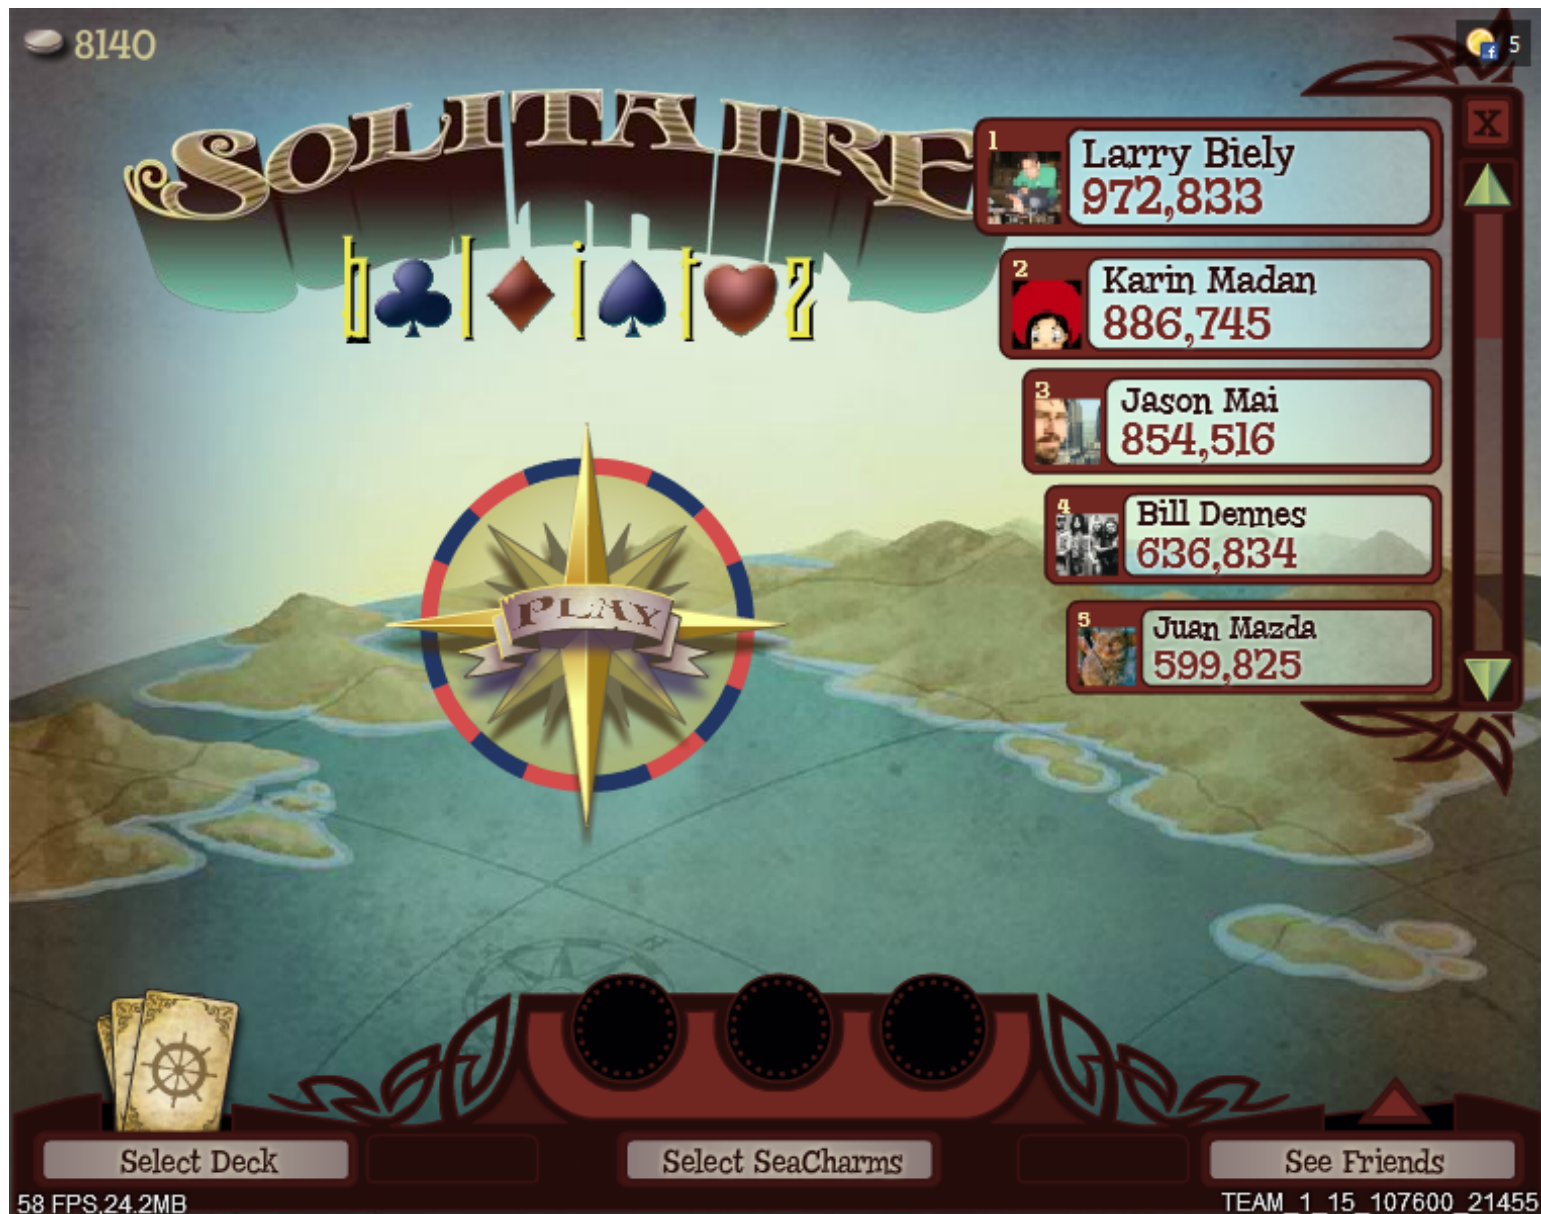 8140
5
SOLITAIRE
blitz
X
1
Larry Biely
972,833
2
Karin Madan
886,745
3
Jason Mai
854,516
4
Bill Dennes
636,834
5
Juan Mazda
599,825
PLAY
Select Deck
Select SeaCharms
See Friends
58 FPS,24.2MB
TEAM_1_15_107600_21455